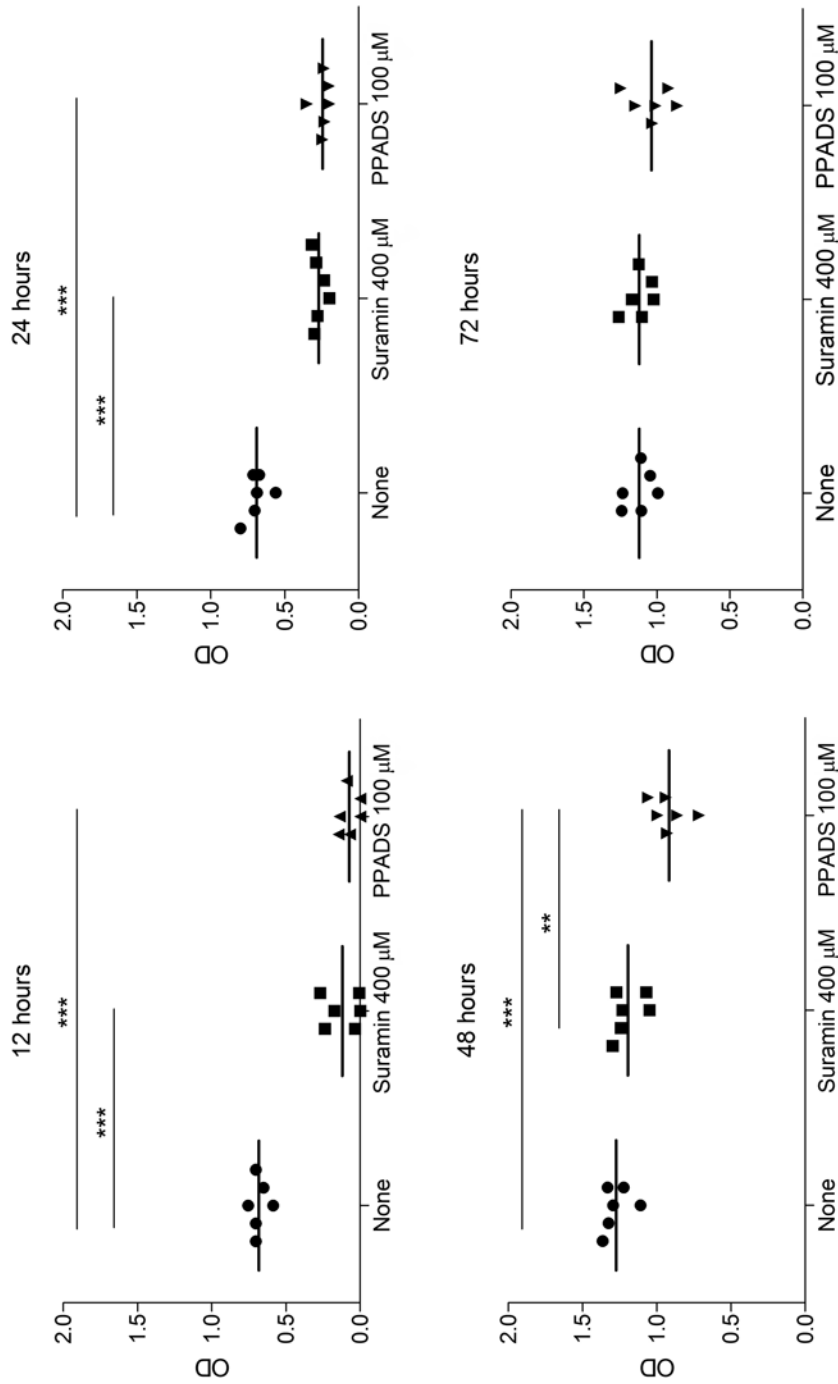 12 hours
***
***
2.0
1.5
1.0
0.5
0.0
OD
None
Suramin 400 µM
PPADS 100 µM
24 hours
***
***
2.0
1.5
1.0
0.5
0.0
OD
None
Suramin 400 µM
PPADS 100 µM
48 hours
***
**
2.0
1.5
1.0
0.5
0.0
OD
None
Suramin 400 µM
PPADS 100 µM
72 hours
2.0
1.5
1.0
0.5
0.0
OD
None
Suramin 400 µM
PPADS 100 µM